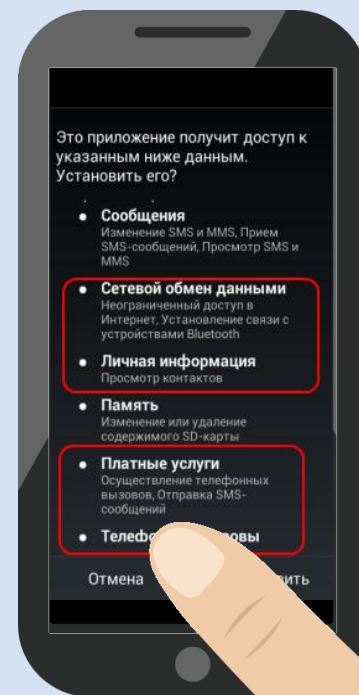 Это приложение получит доступ к
указанным ниже данным.
Установить его?
Сообщения
Изменение SMS и MMS, Прием
SMS-сообщений, Просмотр SMS и
MMS
Сетевой обмен данными
Неограниченный доступ в
Интернет, Установление связи с
устройствами Bluetooth
Личная информация
Просмотр контактов
Память
Изменение или удаление
содержимого SD-карты
Платные услуги
Осуществление телефонных
вызовов, Отправка SMS-
сообщений
Отмена